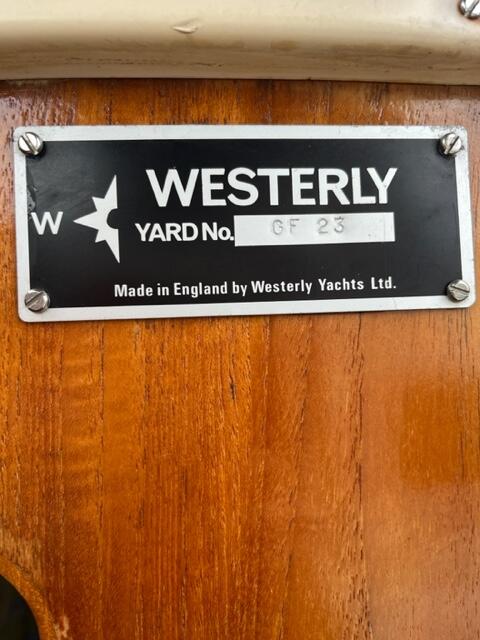 WESTERLY
W
YARD No. GF 23
Made in England by Westerly Yachts Ltd.